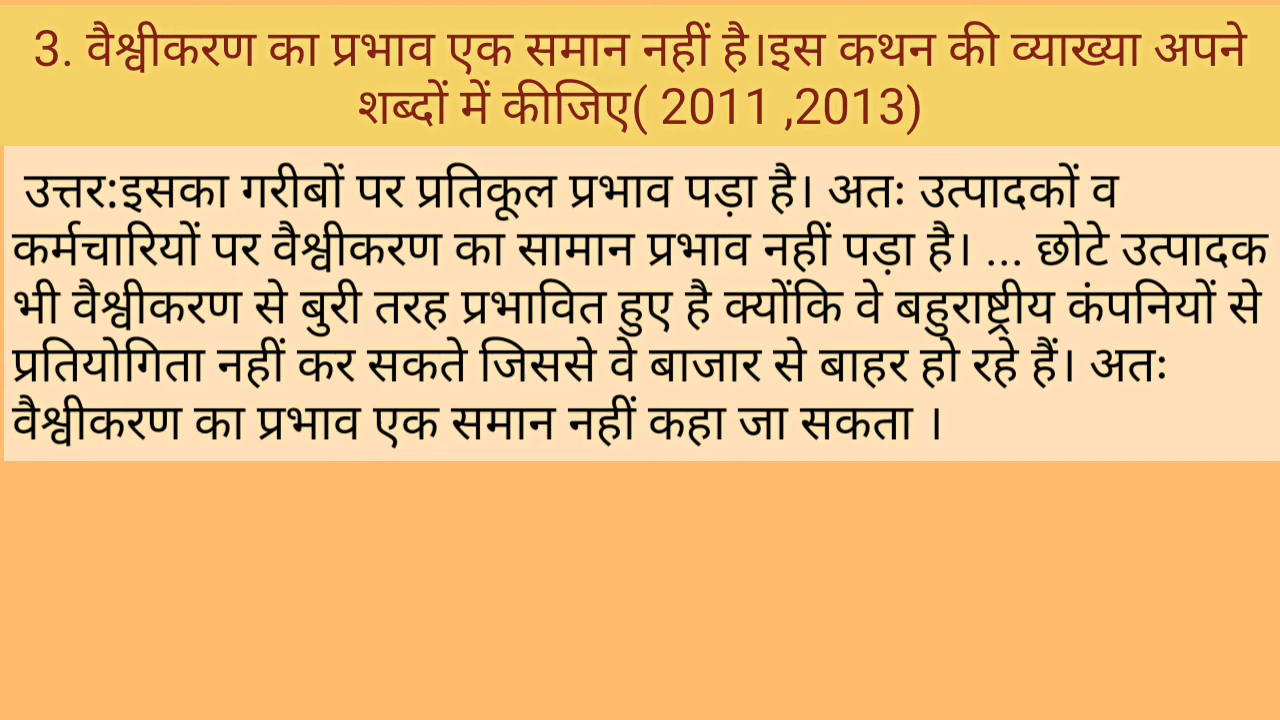 3. वैश्वीकरण का प्रभाव एक समान नहीं है।इस कथन की व्याख्या अपने
शब्दों में कीजिए( 2011 ,2013)
उत्तर:इसका गरीबों पर प्रतिकूल प्रभाव पड़ा है। अतः उत्पादकों व
कर्मचारियों पर वैश्वीकरण का सामान प्रभाव नहीं पड़ा है। ... छोटे उत्पादक
भी वैश्वीकरण से बुरी तरह प्रभावित हुए है क्योंकि वे बहुराष्ट्रीय कंपनियों से
प्रतियोगिता नहीं कर सकते जिससे वे बाजार से बाहर हो रहे हैं। अतः
वैश्वीकरण का प्रभाव एक समान नहीं कहा जा सकता ।